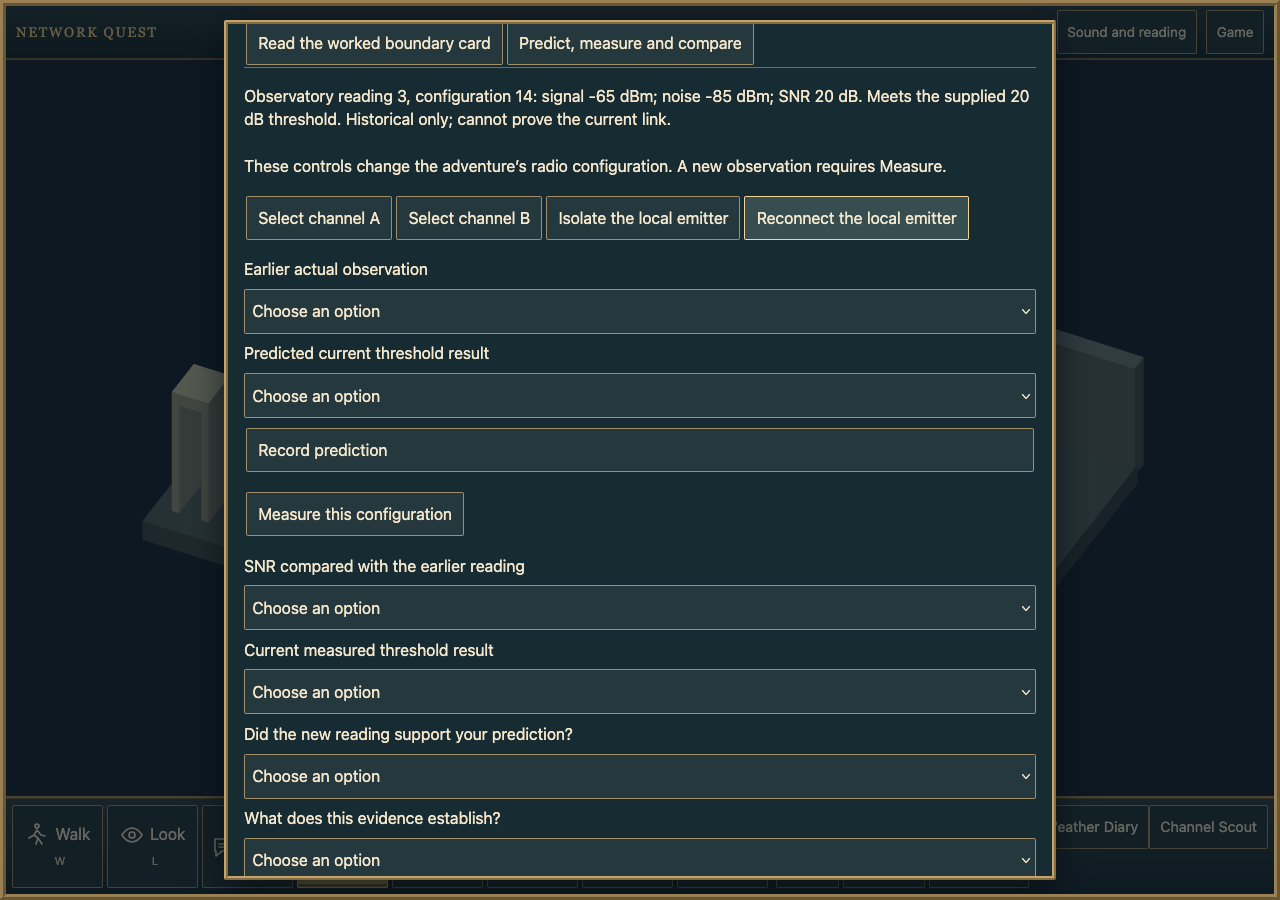 NETWORK QUEST
Sound and reading
Game
Read the worked boundary card
Predict, measure and compare
Observatory reading 3, configuration 14: signal -65 dBm; noise -85 dBm; SNR 20 dB. Meets the supplied 20
dB threshold. Historical only; cannot prove the current link.
These controls change the adventure’s radio configuration. A new observation requires Measure.
Select channel A
Select channel B
Isolate the local emitter
Reconnect the local emitter
Earlier actual observation
Choose an option
Predicted current threshold result
Choose an option
Record prediction
Measure this configuration
SNR compared with the earlier reading
Choose an option
Current measured threshold result
Choose an option
Did the new reading support your prediction?
Choose an option
What does this evidence establish?
Choose an option
Walk
W
Look
L
Diary
Channel Scout